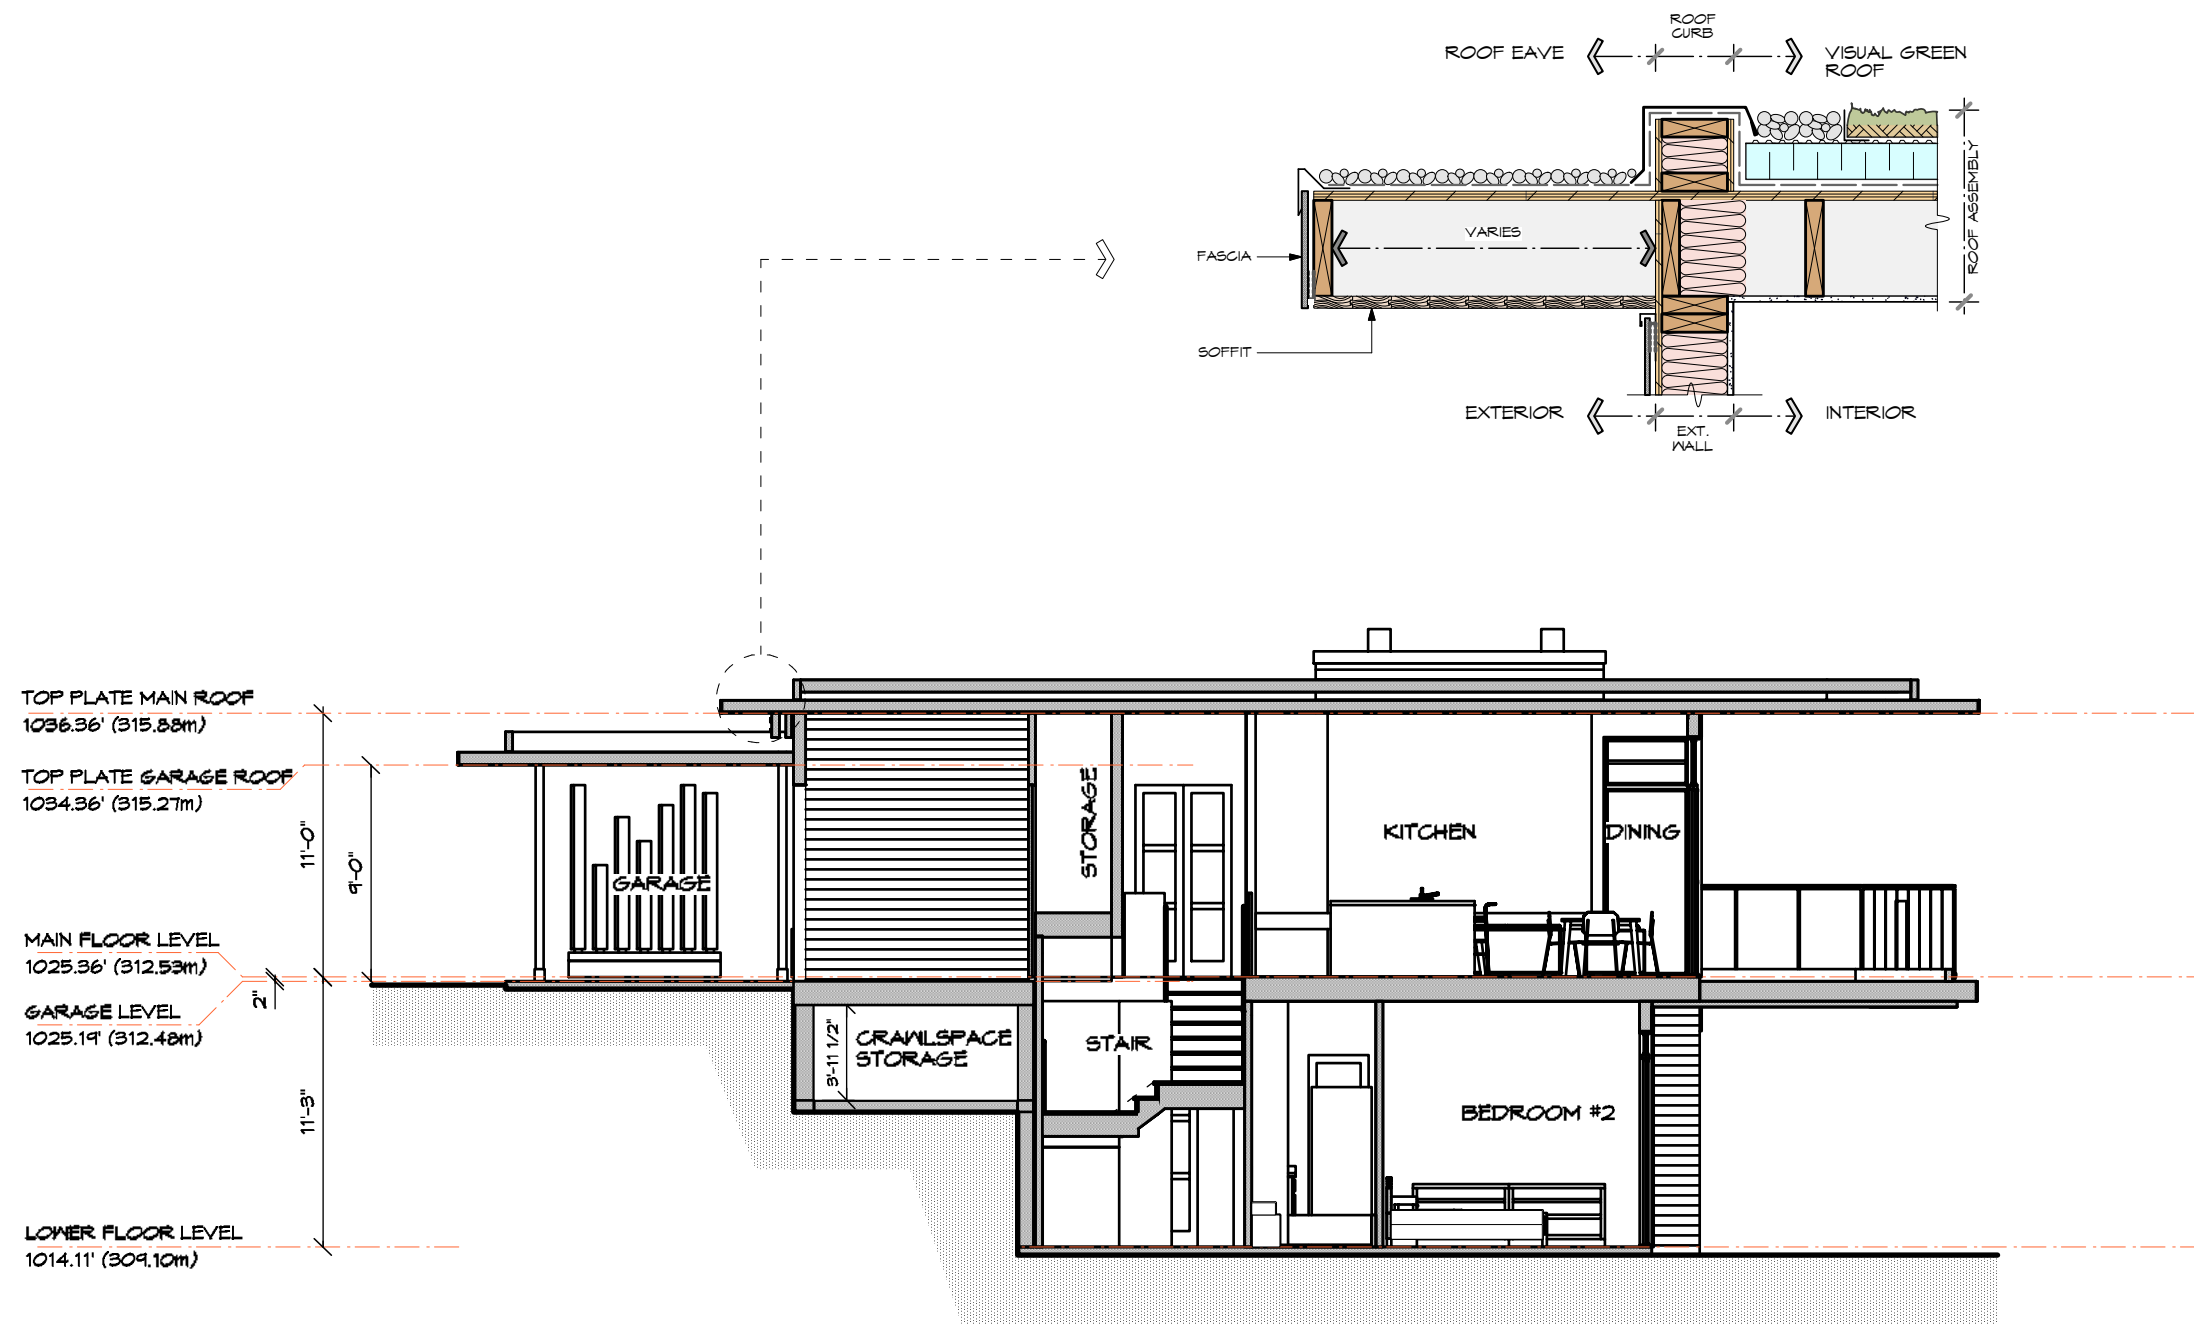 ROOF
CURB
ROOF EAVE
VISUAL GREEN
ROOF
ROOF ASSEMBLY
VARIES
FASCIA
SOFFIT
EXTERIOR
INTERIOR
EXT.
WALL
TOP PLATE MAIN ROOF
1036.36' (315.88m)
TOP PLATE GARAGE ROOF
1034.36' (315.27m)
11'-0"
9'-0"
STORAGE
KITCHEN
DINING
GARAGE
MAIN FLOOR LEVEL
1025.36' (312.53m)
2"
GARAGE LEVEL
1025.19' (312.48m)
3'-11 1/2"
CRAWLSPACE
STORAGE
STAIR
11'-3"
BEDROOM #2
LOWER FLOOR LEVEL
1014.11' (309.10m)